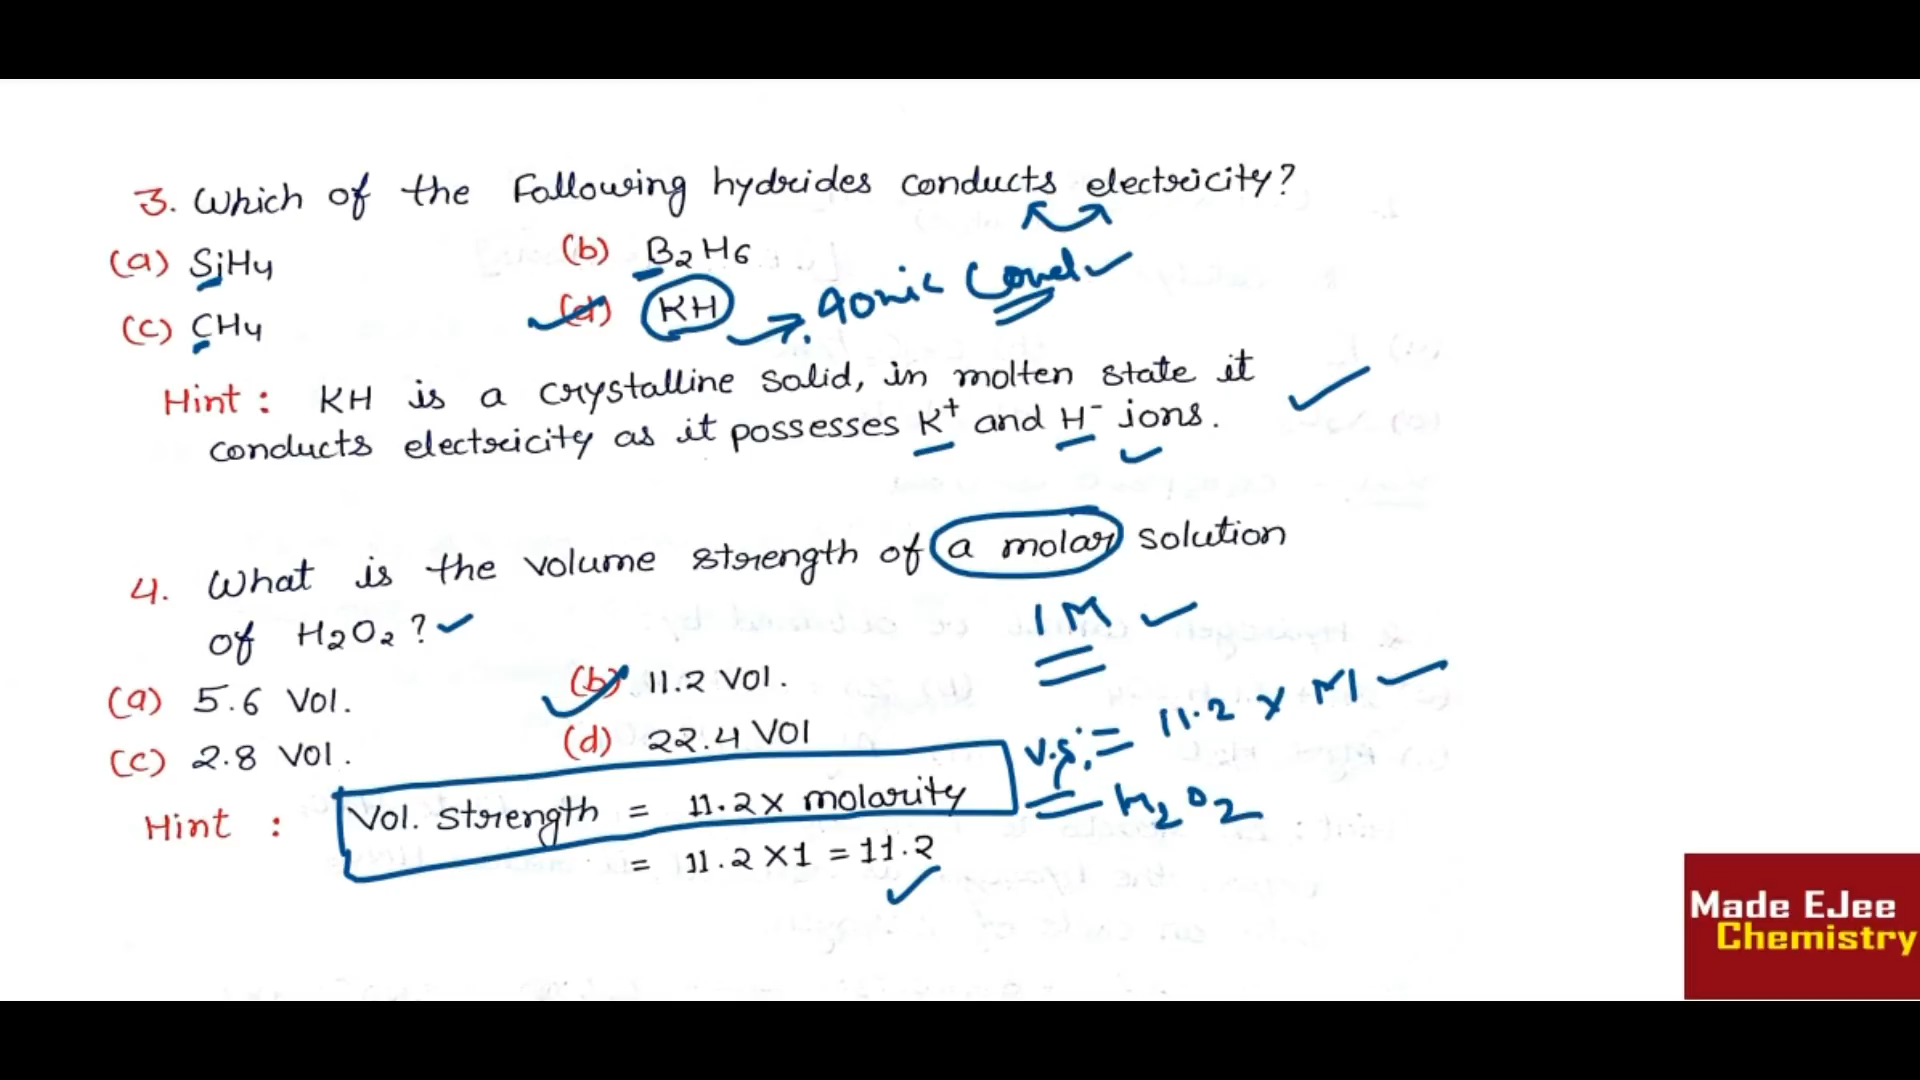 3. Which of the Following hydrides conducts electricity?
(a) SiH4 (b) B2H6
(c) CH4 (d) KH → Ionic Cond
Hint : KH is a crystalline solid, in molten state it
conducts electricity as it possesses K+ and H- ions.
4. What is the volume strength of a molar solution
of H2O2 ?
1M
(a) 5.6 Vol. (b) 11.2 Vol.
(c) 2.8 Vol. (d) 22.4 Vol
V.S. = 11.2 x M
H2O2
Hint : Vol. Strength = 11.2 x molarity
= 11.2 X 1 = 11.2
Made EJee
Chemistry